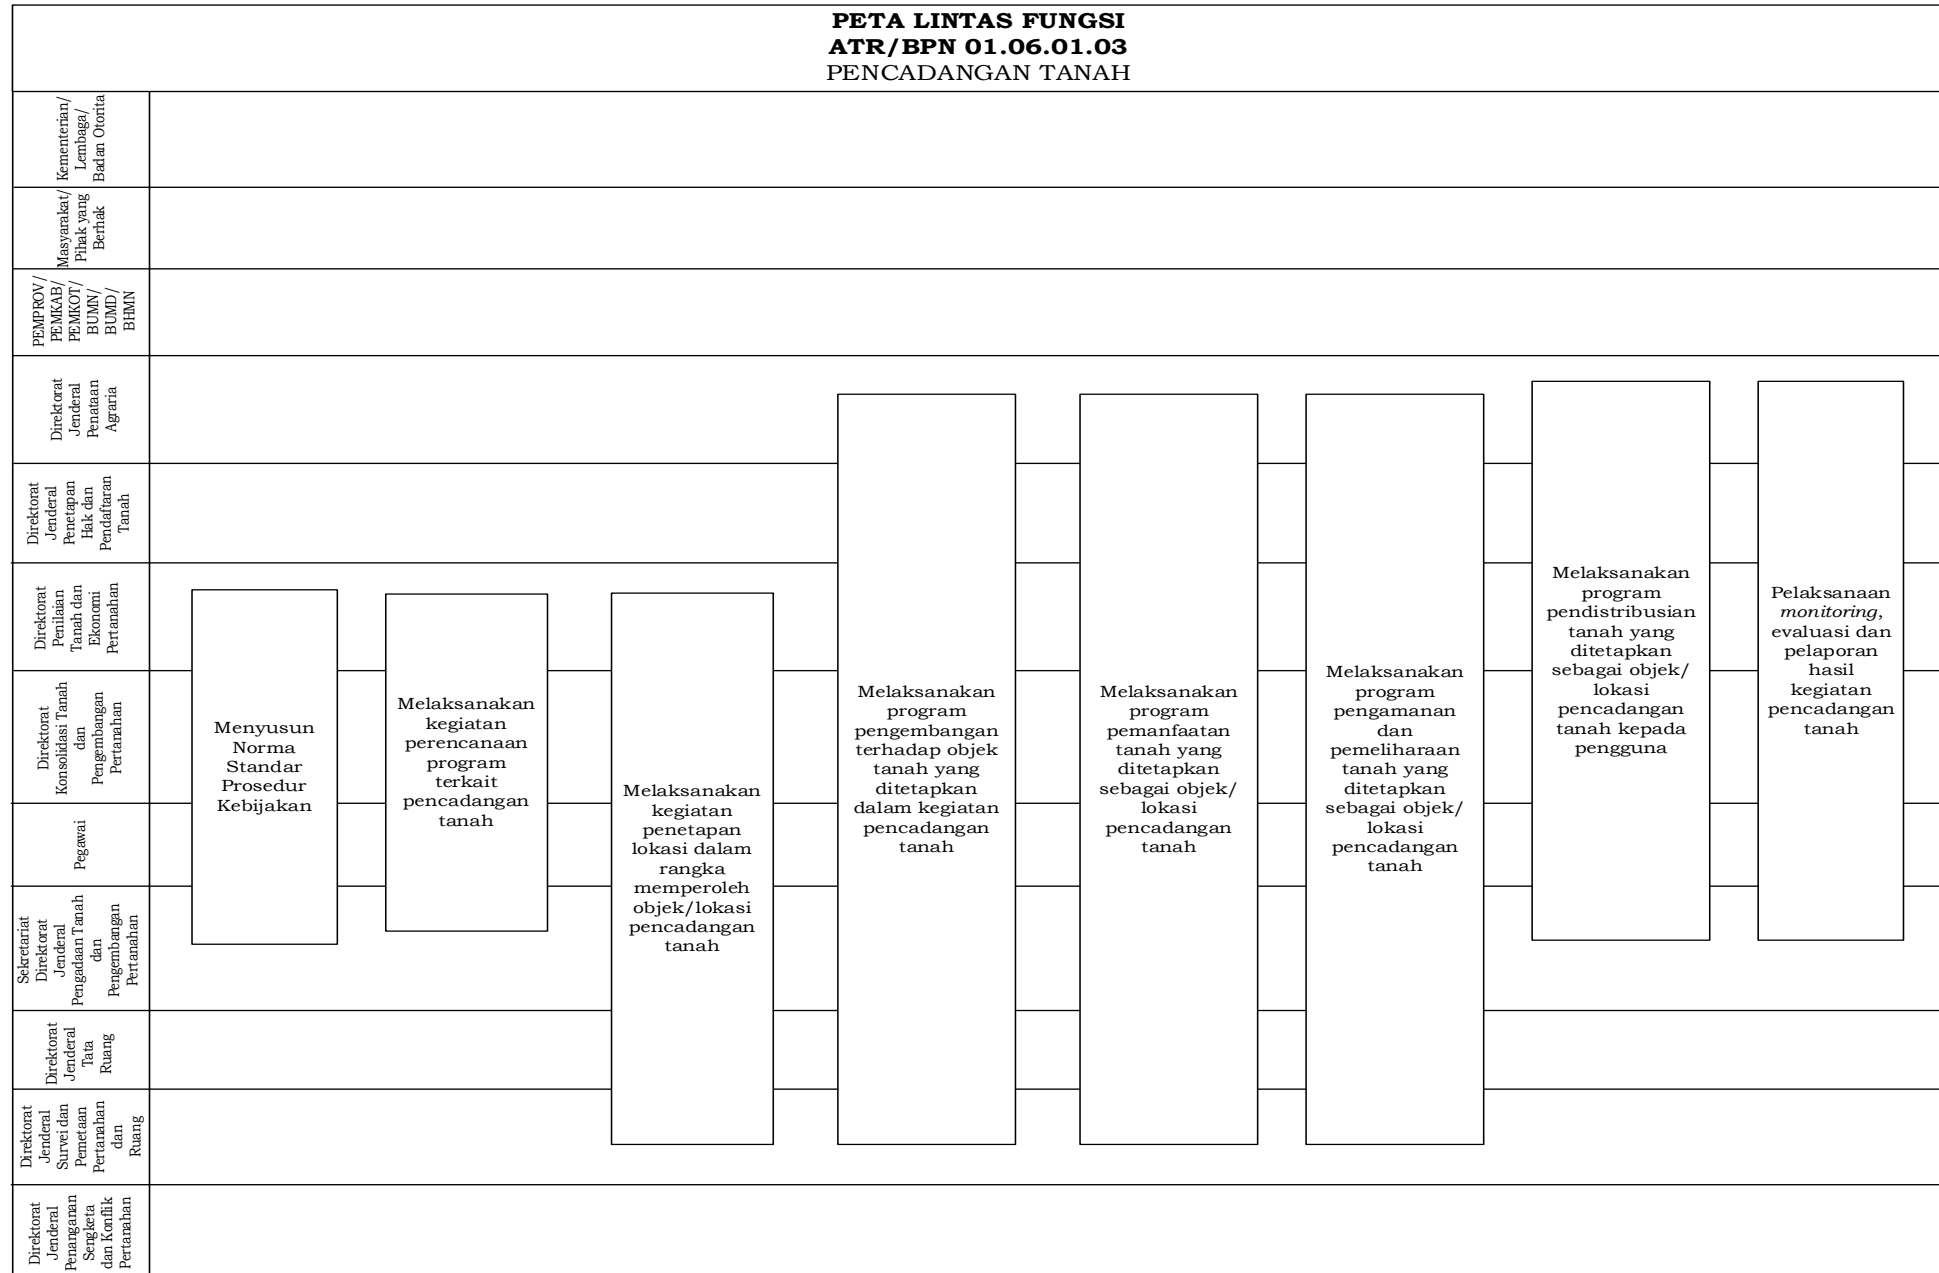 PETA LINTAS FUNGSI
ATR/BPN 01.06.01.03
PENCADANGAN TANAH
Kementerian/
Lembaga/
Badan Otorita
Masyarakat/
Pihak yang
Berhak
PEMPROV/
PEMKAB/
PEMKOT/
BUMN/
BUMD/
BHMN
Direktorat
Jenderal
Penataan
Agraria
Direktorat
Jenderal
Penetapan
Hak dan
Pendaftaran
Tanah
Direktorat
Penilaian
Tanah dan
Ekonomi
Pertanahan
Direktorat
Konsolidasi Tanah
dan
Pengembangan
Pertanahan
Pegawai
Sekretariat
Direktorat
Jenderal
Pengadaan Tanah
dan
Pengembangan
Pertanahan
Direktorat
Jenderal
Tata
Ruang
Direktorat
Jenderal
Survei dan
Pemetaan
Pertanahan
dan
Ruang
Direktorat
Jenderal
Penanganan
Sengketa
dan Konflik
Pertanahan
Menyusun
Norma
Standar
Prosedur
Kebijakan
Melaksanakan
kegiatan
perencanaan
program
terkait
pencadangan
tanah
Melaksanakan
kegiatan
penetapan
lokasi dalam
rangka
memperoleh
objek/lokasi
pencadangan
tanah
Melaksanakan
program
pengembangan
terhadap objek
tanah yang
ditetapkan
dalam kegiatan
pencadangan
tanah
Melaksanakan
program
pemanfaatan
tanah yang
ditetapkan
sebagai objek/
lokasi
pencadangan
tanah
Melaksanakan
program
pengamanan
dan
pemeliharaan
tanah yang
ditetapkan
sebagai objek/
lokasi
pencadangan
tanah
Melaksanakan
program
pendistribusian
tanah yang
ditetapkan
sebagai objek/
lokasi
pencadangan
tanah kepada
pengguna
Pelaksanaan
monitoring,
evaluasi dan
pelaporan
hasil
kegiatan
pencadangan
tanah